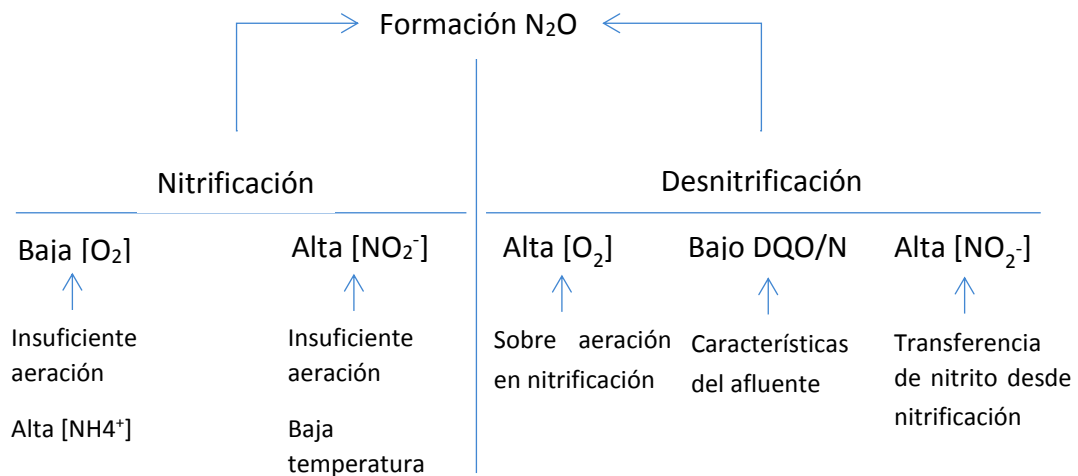 Formación N₂O
Nitrificación
Desnitrificación
Baja [O₂]
Alta [NO₂⁻]
Alta [O₂]
Bajo DQO/N
Alta [NO₂⁻]
Insuficiente
aeración
Alta [NH4⁺]
Insuficiente
aeración
Baja
temperatura
Sobre aeración
en nitrificación
Características
del afluente
Transferencia
de nitrito desde
nitrificación